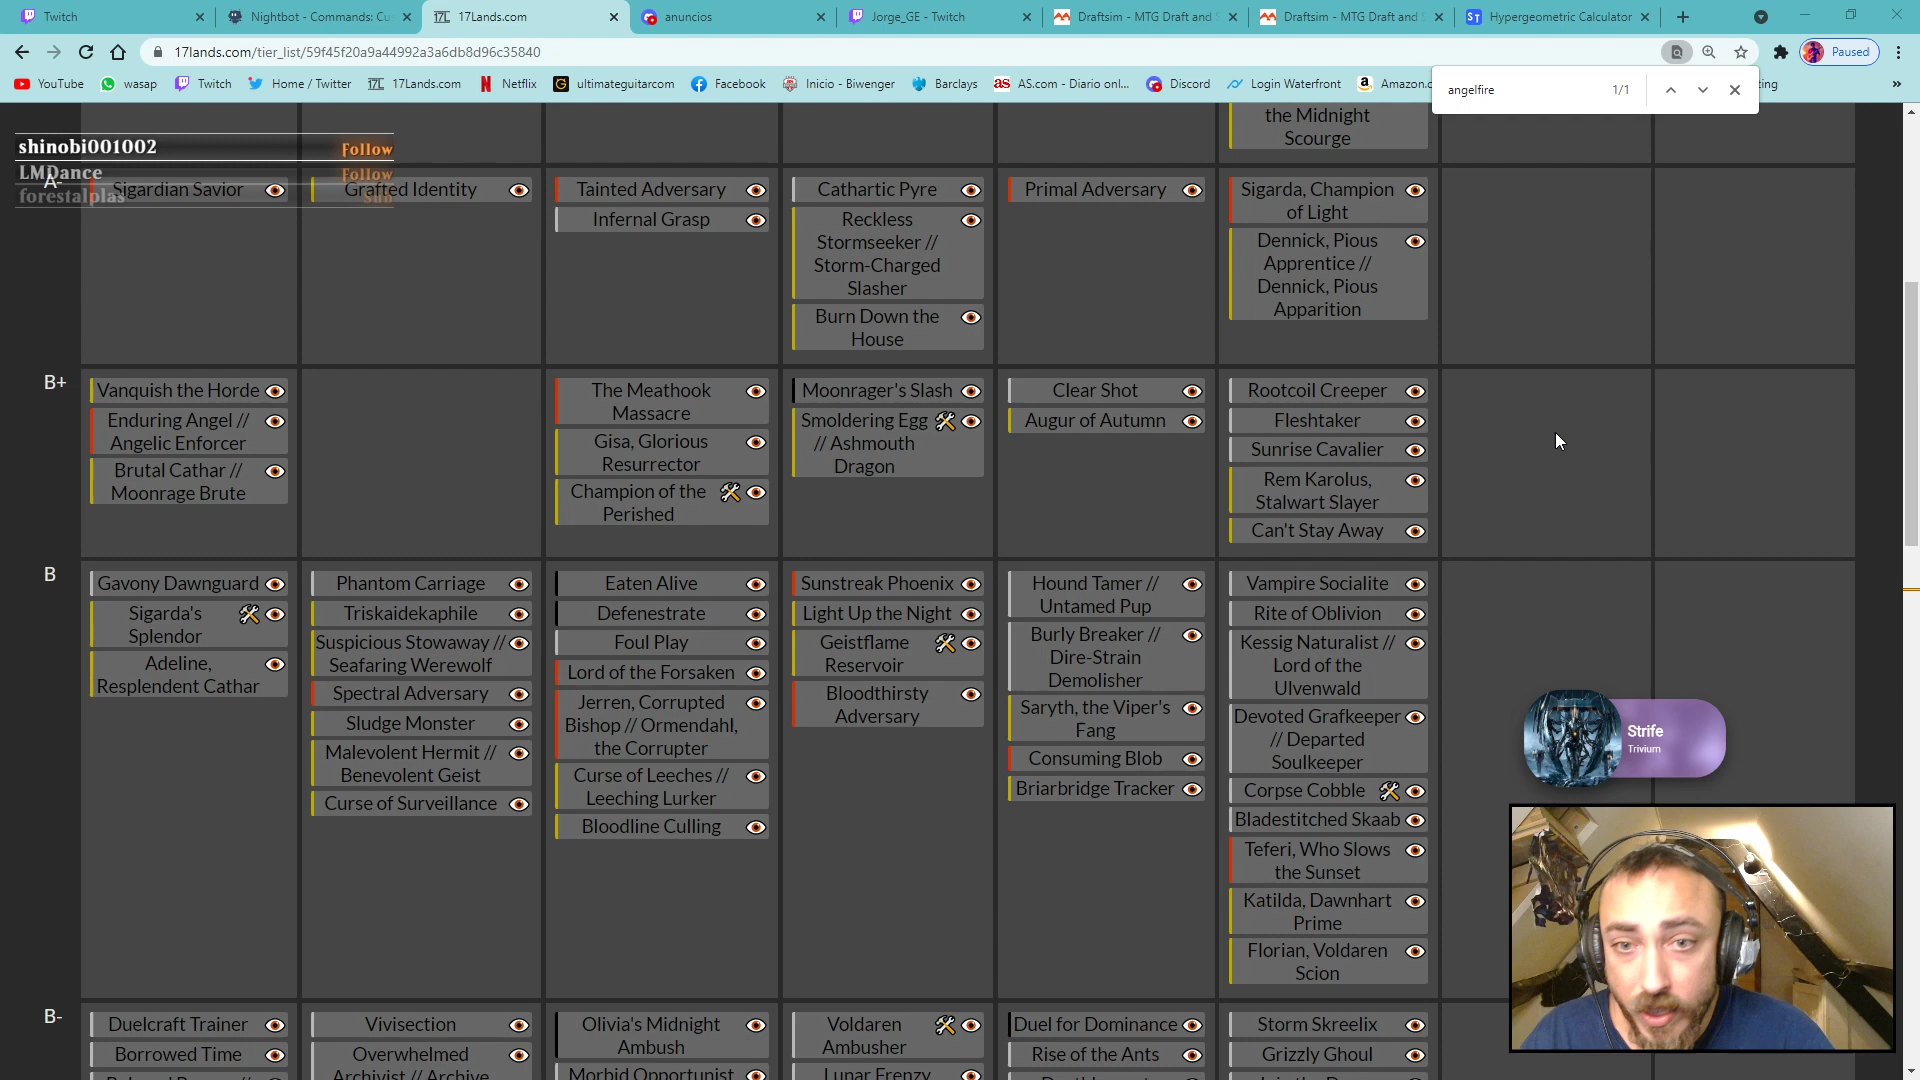 Twitch
Nightbot - Commands: Cu
17Lands.com
anuncios
Jorge_GE - Twitch
Draftsim - MTG Draft and S
Draftsim - MTG Draft and S
Hypergeometric Calculator
17lands.com/tier_list/59f45f20a9a44992a3a6db8d96c35840
Paused
YouTube
wasap
Twitch
Home / Twitter
17Lands.com
Netflix
ultimateguitarcom
Facebook
Inicio - Biwenger
Barclays
AS.com - Diario onl...
Discord
Login Waterfront
Amazon.c
ing
»
angelfire
1/1
the Midnight
Scourge
shinobi001002
Follow
LMDance
Follow
forestalplas
Sub
A-
Sigardian Savior
Grafted Identity
Tainted Adversary
Infernal Grasp
Cathartic Pyre
Reckless
Stormseeker //
Storm-Charged
Slasher
Burn Down the
House
Primal Adversary
Sigarda, Champion
of Light
Dennick, Pious
Apprentice //
Dennick, Pious
Apparition
B+
Vanquish the Horde
Enduring Angel //
Angelic Enforcer
Brutal Cathar //
Moonrage Brute
The Meathook
Massacre
Gisa, Glorious
Resurrector
Champion of the
Perished
Moonrager's Slash
Smoldering Egg
// Ashmouth
Dragon
Clear Shot
Augur of Autumn
Rootcoil Creeper
Fleshtaker
Sunrise Cavalier
Rem Karolus,
Stalwart Slayer
Can't Stay Away
B
Gavony Dawnguard
Sigarda's
Splendor
Adeline,
Resplendent Cathar
Phantom Carriage
Triskaidekaphile
Suspicious Stowaway //
Seafaring Werewolf
Spectral Adversary
Sludge Monster
Malevolent Hermit //
Benevolent Geist
Curse of Surveillance
Eaten Alive
Defenestrate
Foul Play
Lord of the Forsaken
Jerren, Corrupted
Bishop // Ormendahl,
the Corrupter
Curse of Leeches //
Leeching Lurker
Bloodline Culling
Sunstreak Phoenix
Light Up the Night
Geistflame
Reservoir
Bloodthirsty
Adversary
Hound Tamer //
Untamed Pup
Burly Breaker //
Dire-Strain
Demolisher
Saryth, the Viper's
Fang
Consuming Blob
Briarbridge Tracker
Vampire Socialite
Rite of Oblivion
Kessig Naturalist //
Lord of the
Ulvenwald
Devoted Grafkeeper
// Departed
Soulkeeper
Corpse Cobble
Bladestitched Skaab
Teferi, Who Slows
the Sunset
Katilda, Dawnhart
Prime
Florian, Voldaren
Scion
Strife
Trivium
B-
Duelcraft Trainer
Borrowed Time
Vivisection
Overwhelmed
Archivist // Archive
Olivia's Midnight
Ambush
Morbid Opportunist
Voldaren
Ambusher
Lunar Frenzy
Duel for Dominance
Rise of the Ants
Storm Skreelix
Grizzly Ghoul